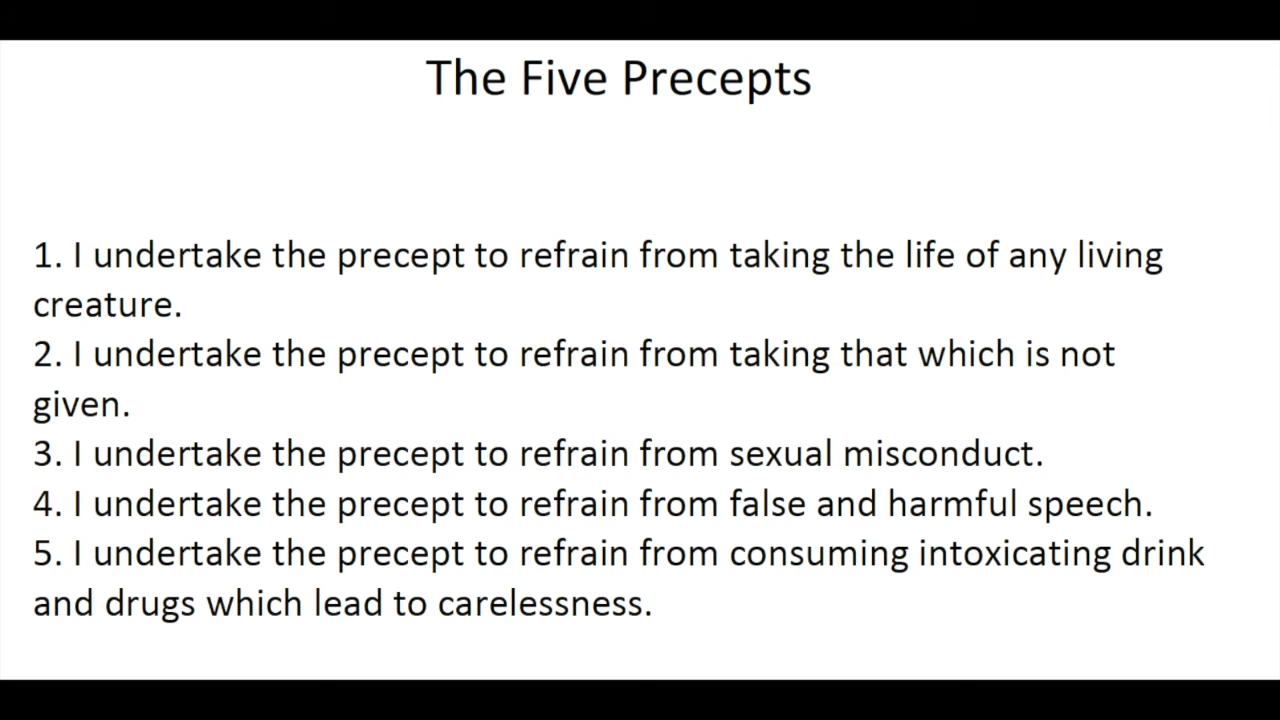 The Five Precepts
1. I undertake the precept to refrain from taking the life of any living
creature.
2. I undertake the precept to refrain from taking that which is not
given.
3. I undertake the precept to refrain from sexual misconduct.
4. I undertake the precept to refrain from false and harmful speech.
5. I undertake the precept to refrain from consuming intoxicating drink
and drugs which lead to carelessness.